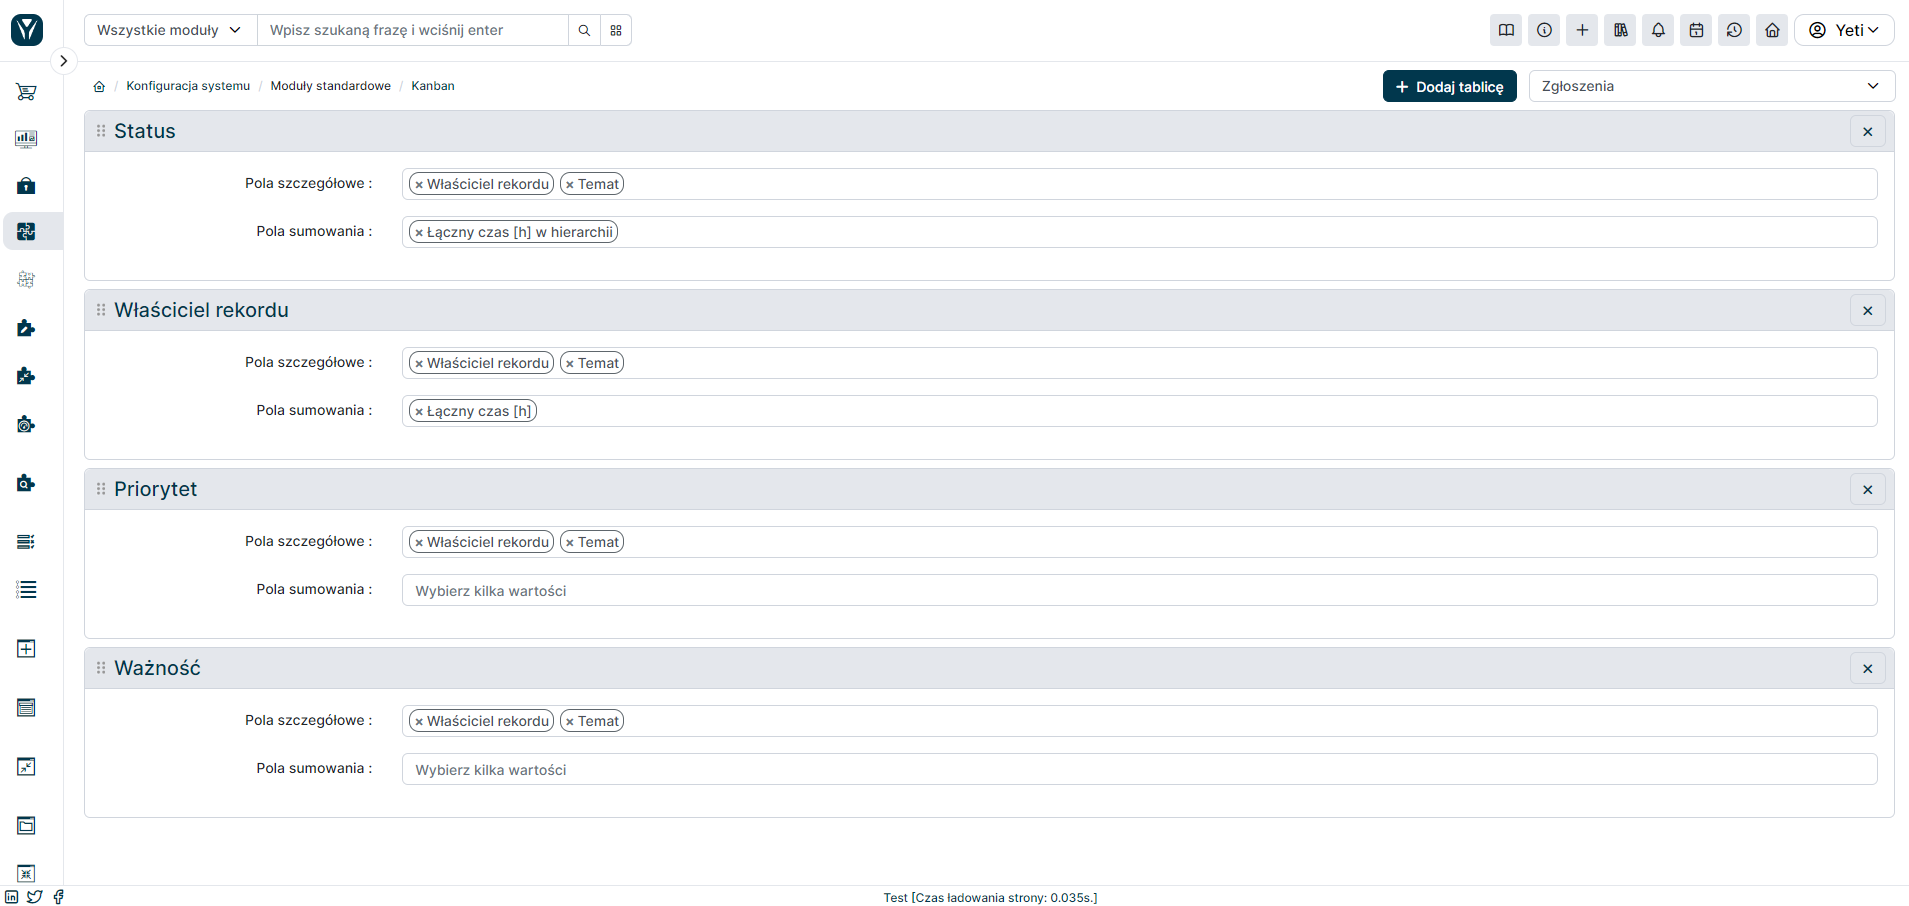 Wszystkie moduły
Wpisz szukaną frazę i wciśnij enter
Yeti
/ Konfiguracja systemu / Moduły standardowe / Kanban
Dodaj tablicę
Zgłoszenia
Status
Pola szczegółowe :
× Właściciel rekordu × Temat
Pola sumowania :
× Łączny czas [h] w hierarchii
Właściciel rekordu
Pola szczegółowe :
× Właściciel rekordu × Temat
Pola sumowania :
× Łączny czas [h]
Priorytet
Pola szczegółowe :
× Właściciel rekordu × Temat
Pola sumowania :
Wybierz kilka wartości
Ważność
Pola szczegółowe :
× Właściciel rekordu × Temat
Pola sumowania :
Wybierz kilka wartości
Test [Czas ładowania strony: 0.035s.]